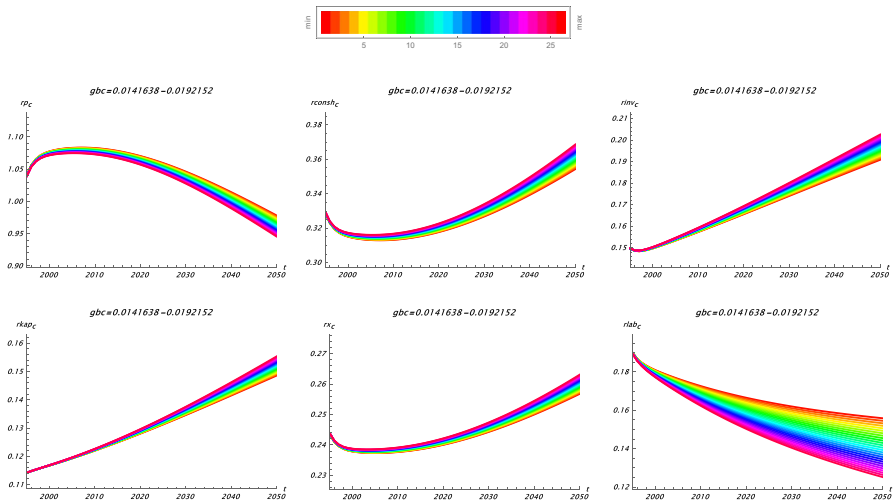 min
max
5 10 15 20 25
gbc=0.0141638-0.0192152
rpc
1.10
1.05
1.00
0.95
0.90
2000 2010 2020 2030 2040 2050 t
gbc=0.0141638-0.0192152
rconshc
0.38
0.36
0.34
0.32
0.30
2000 2010 2020 2030 2040 2050 t
gbc=0.0141638-0.0192152
rinvc
0.21
0.20
0.19
0.18
0.17
0.16
0.15
2000 2010 2020 2030 2040 2050 t
gbc=0.0141638-0.0192152
rkapc
0.16
0.15
0.14
0.13
0.12
0.11
2000 2010 2020 2030 2040 2050 t
gbc=0.0141638-0.0192152
rxc
0.27
0.26
0.25
0.24
0.23
2000 2010 2020 2030 2040 2050 t
gbc=0.0141638-0.0192152
rlabc
0.18
0.16
0.14
0.12
2000 2010 2020 2030 2040 2050 t